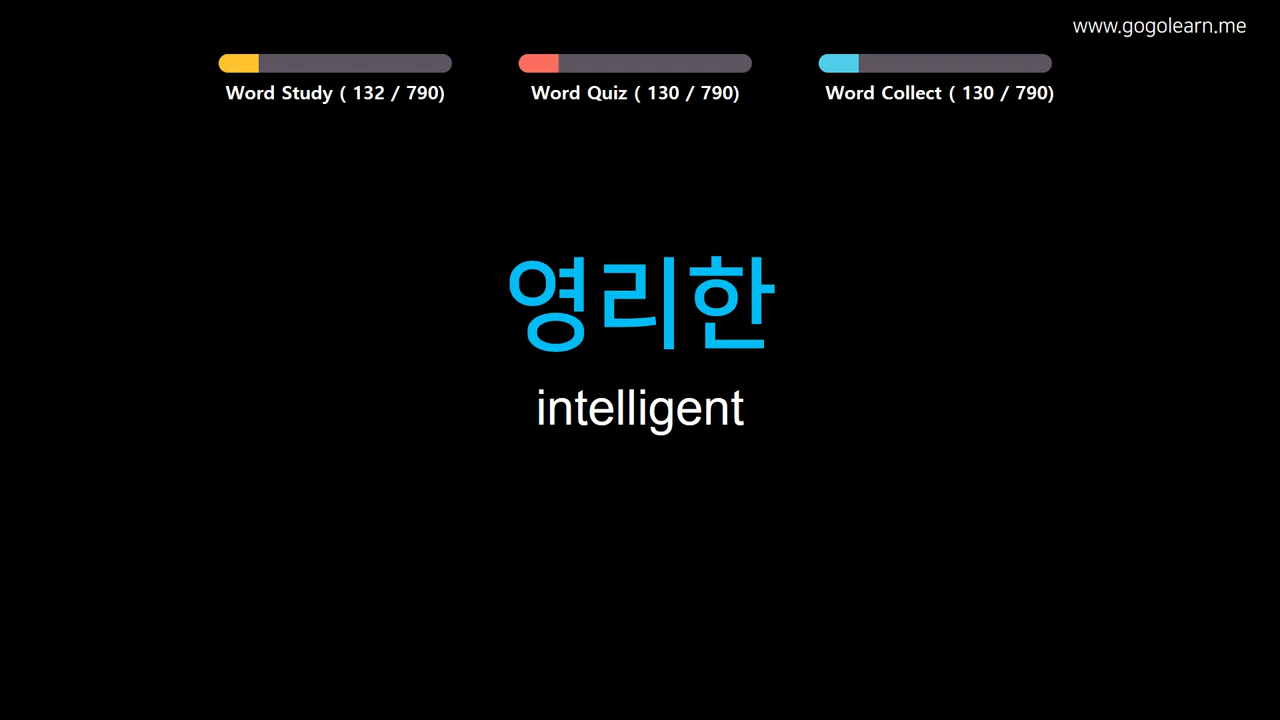 www.gogolearn.me
Word Study ( 132 / 790)
Word Quiz ( 130 / 790)
Word Collect ( 130 / 790)
영리한
intelligent